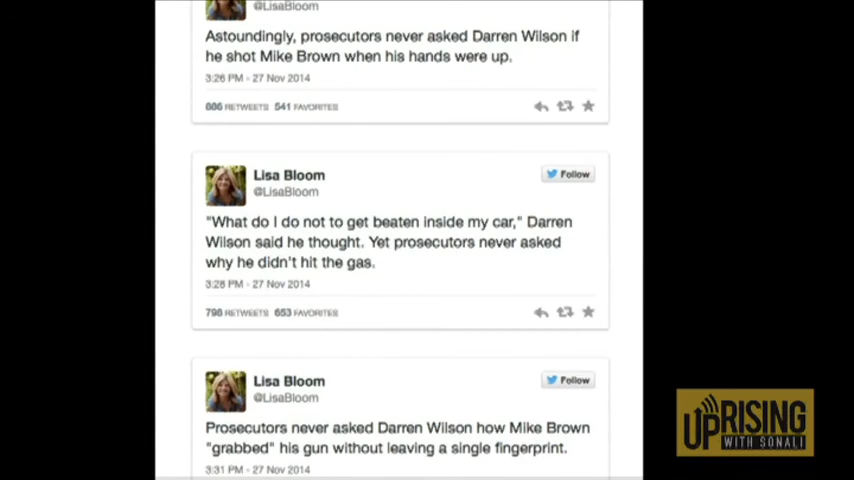 @LisaBloom
Astoundingly, prosecutors never asked Darren Wilson if
he shot Mike Brown when his hands were up.
3:26 PM - 27 Nov 2014
886 RETWEETS 541 FAVORITES
Lisa Bloom
Follow
@LisaBloom
"What do I do not to get beaten inside my car," Darren
Wilson said he thought. Yet prosecutors never asked
why he didn't hit the gas.
3:28 PM - 27 Nov 2014
798 RETWEETS 653 FAVORITES
Lisa Bloom
Follow
@LisaBloom
Prosecutors never asked Darren Wilson how Mike Brown
"grabbed" his gun without leaving a single fingerprint.
3:31 PM - 27 Nov 2014
UPRISING
WITH SONALI